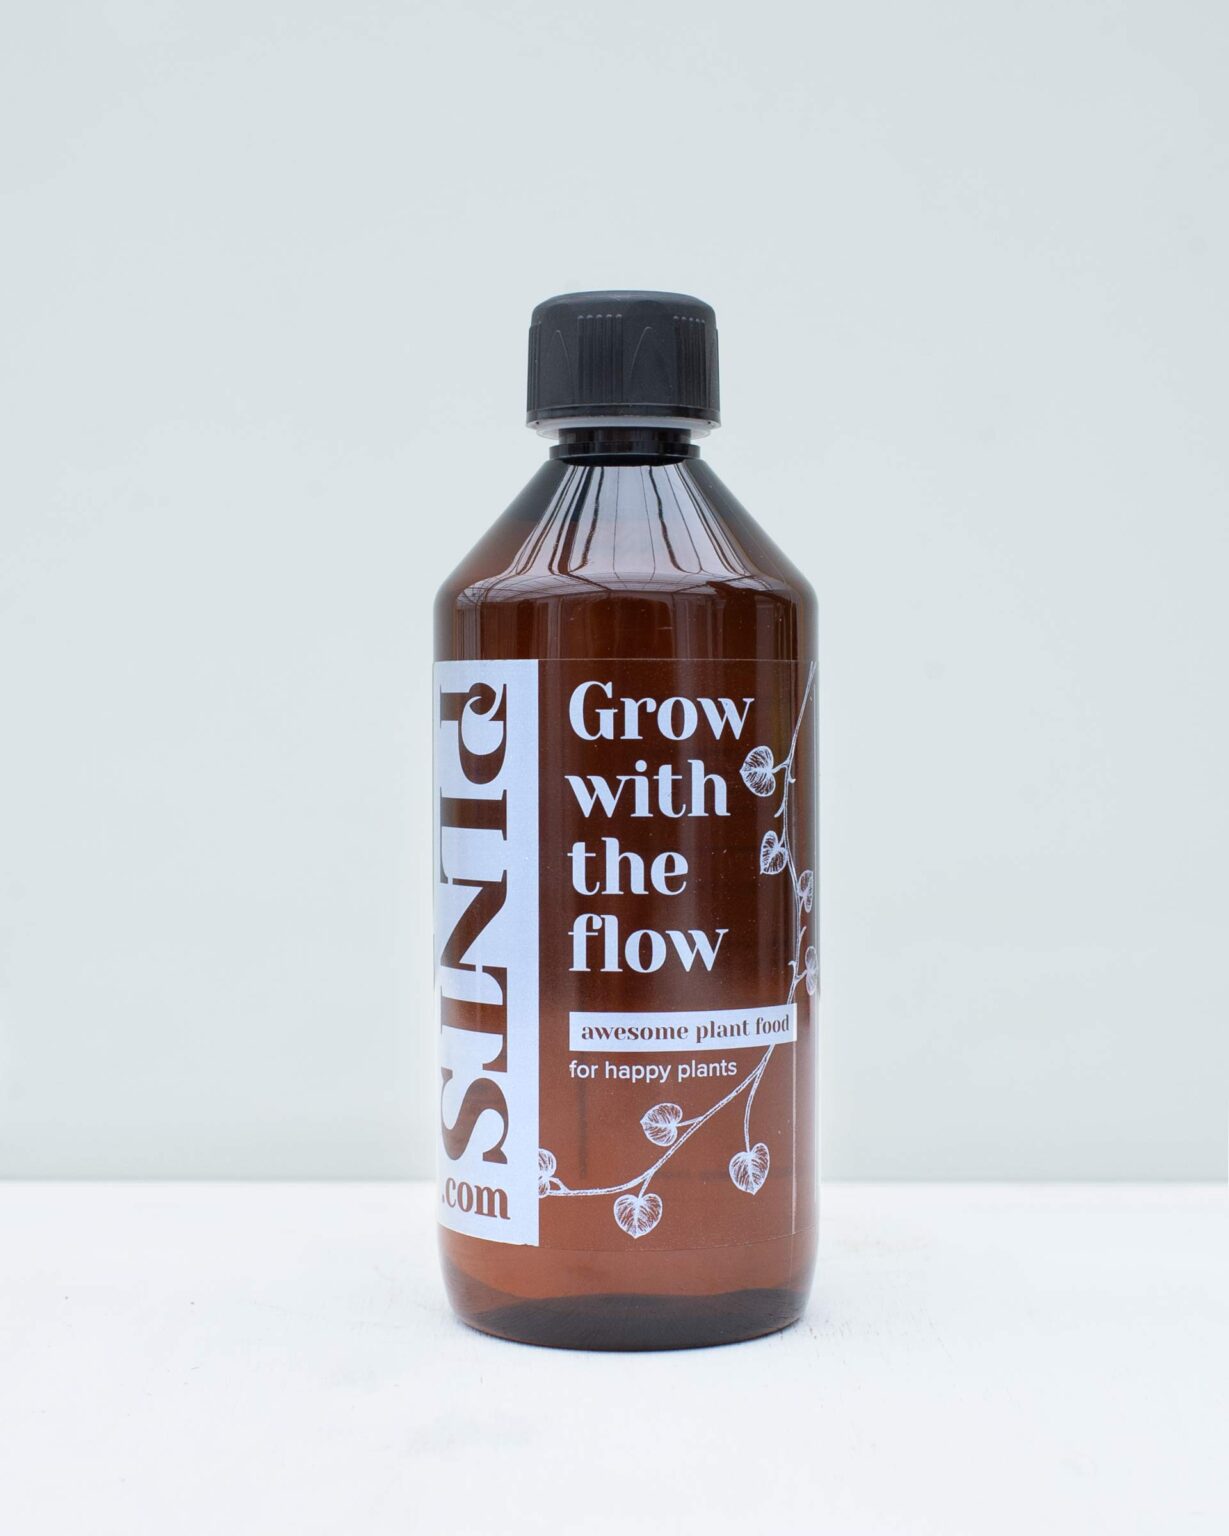 PLNTS
.com
Grow
with
the
flow
awesome plant food
for happy plants